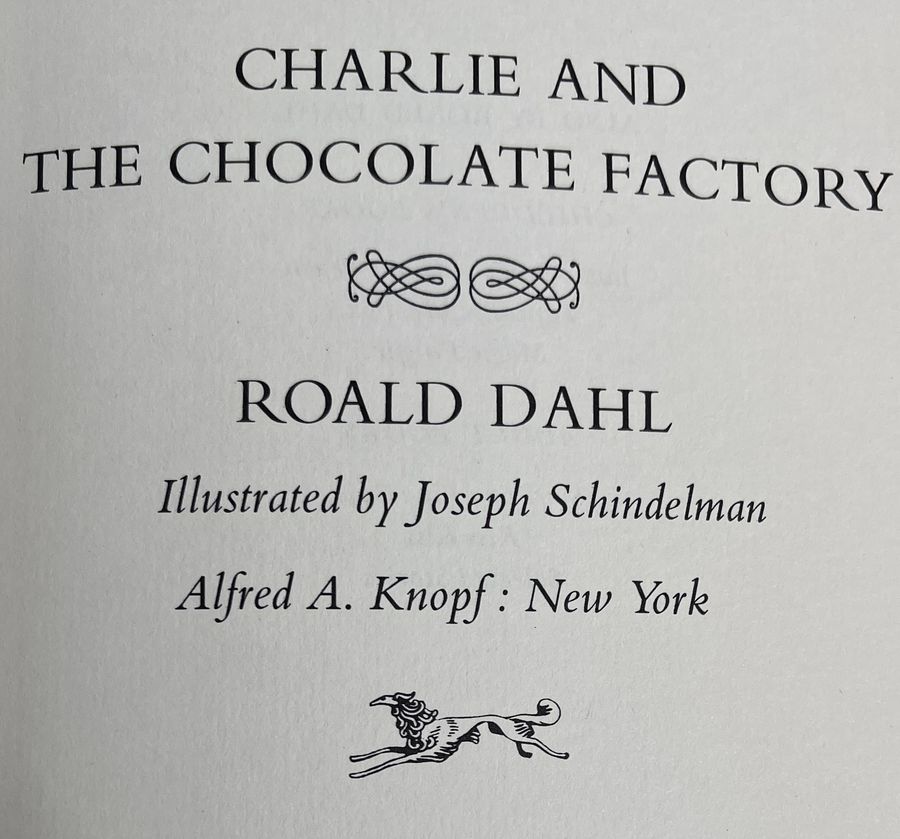 CHARLIE AND
THE CHOCOLATE FACTORY
ROALD DAHL
Illustrated by Joseph Schindelman
Alfred A. Knopf : New York